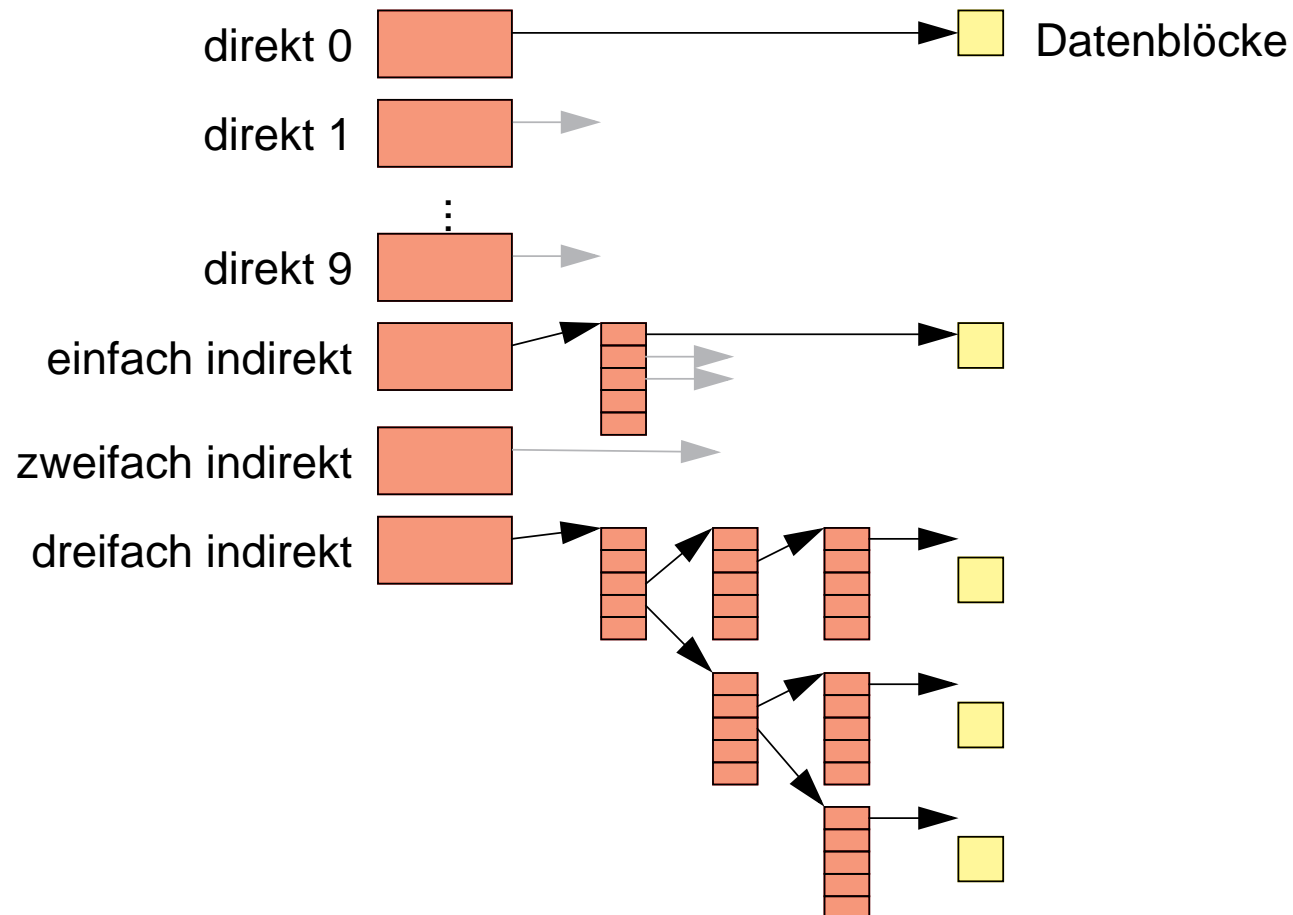 direkt 0
Datenblöcke
direkt 1
⋮
direkt 9
einfach indirekt
zweifach indirekt
dreifach indirekt